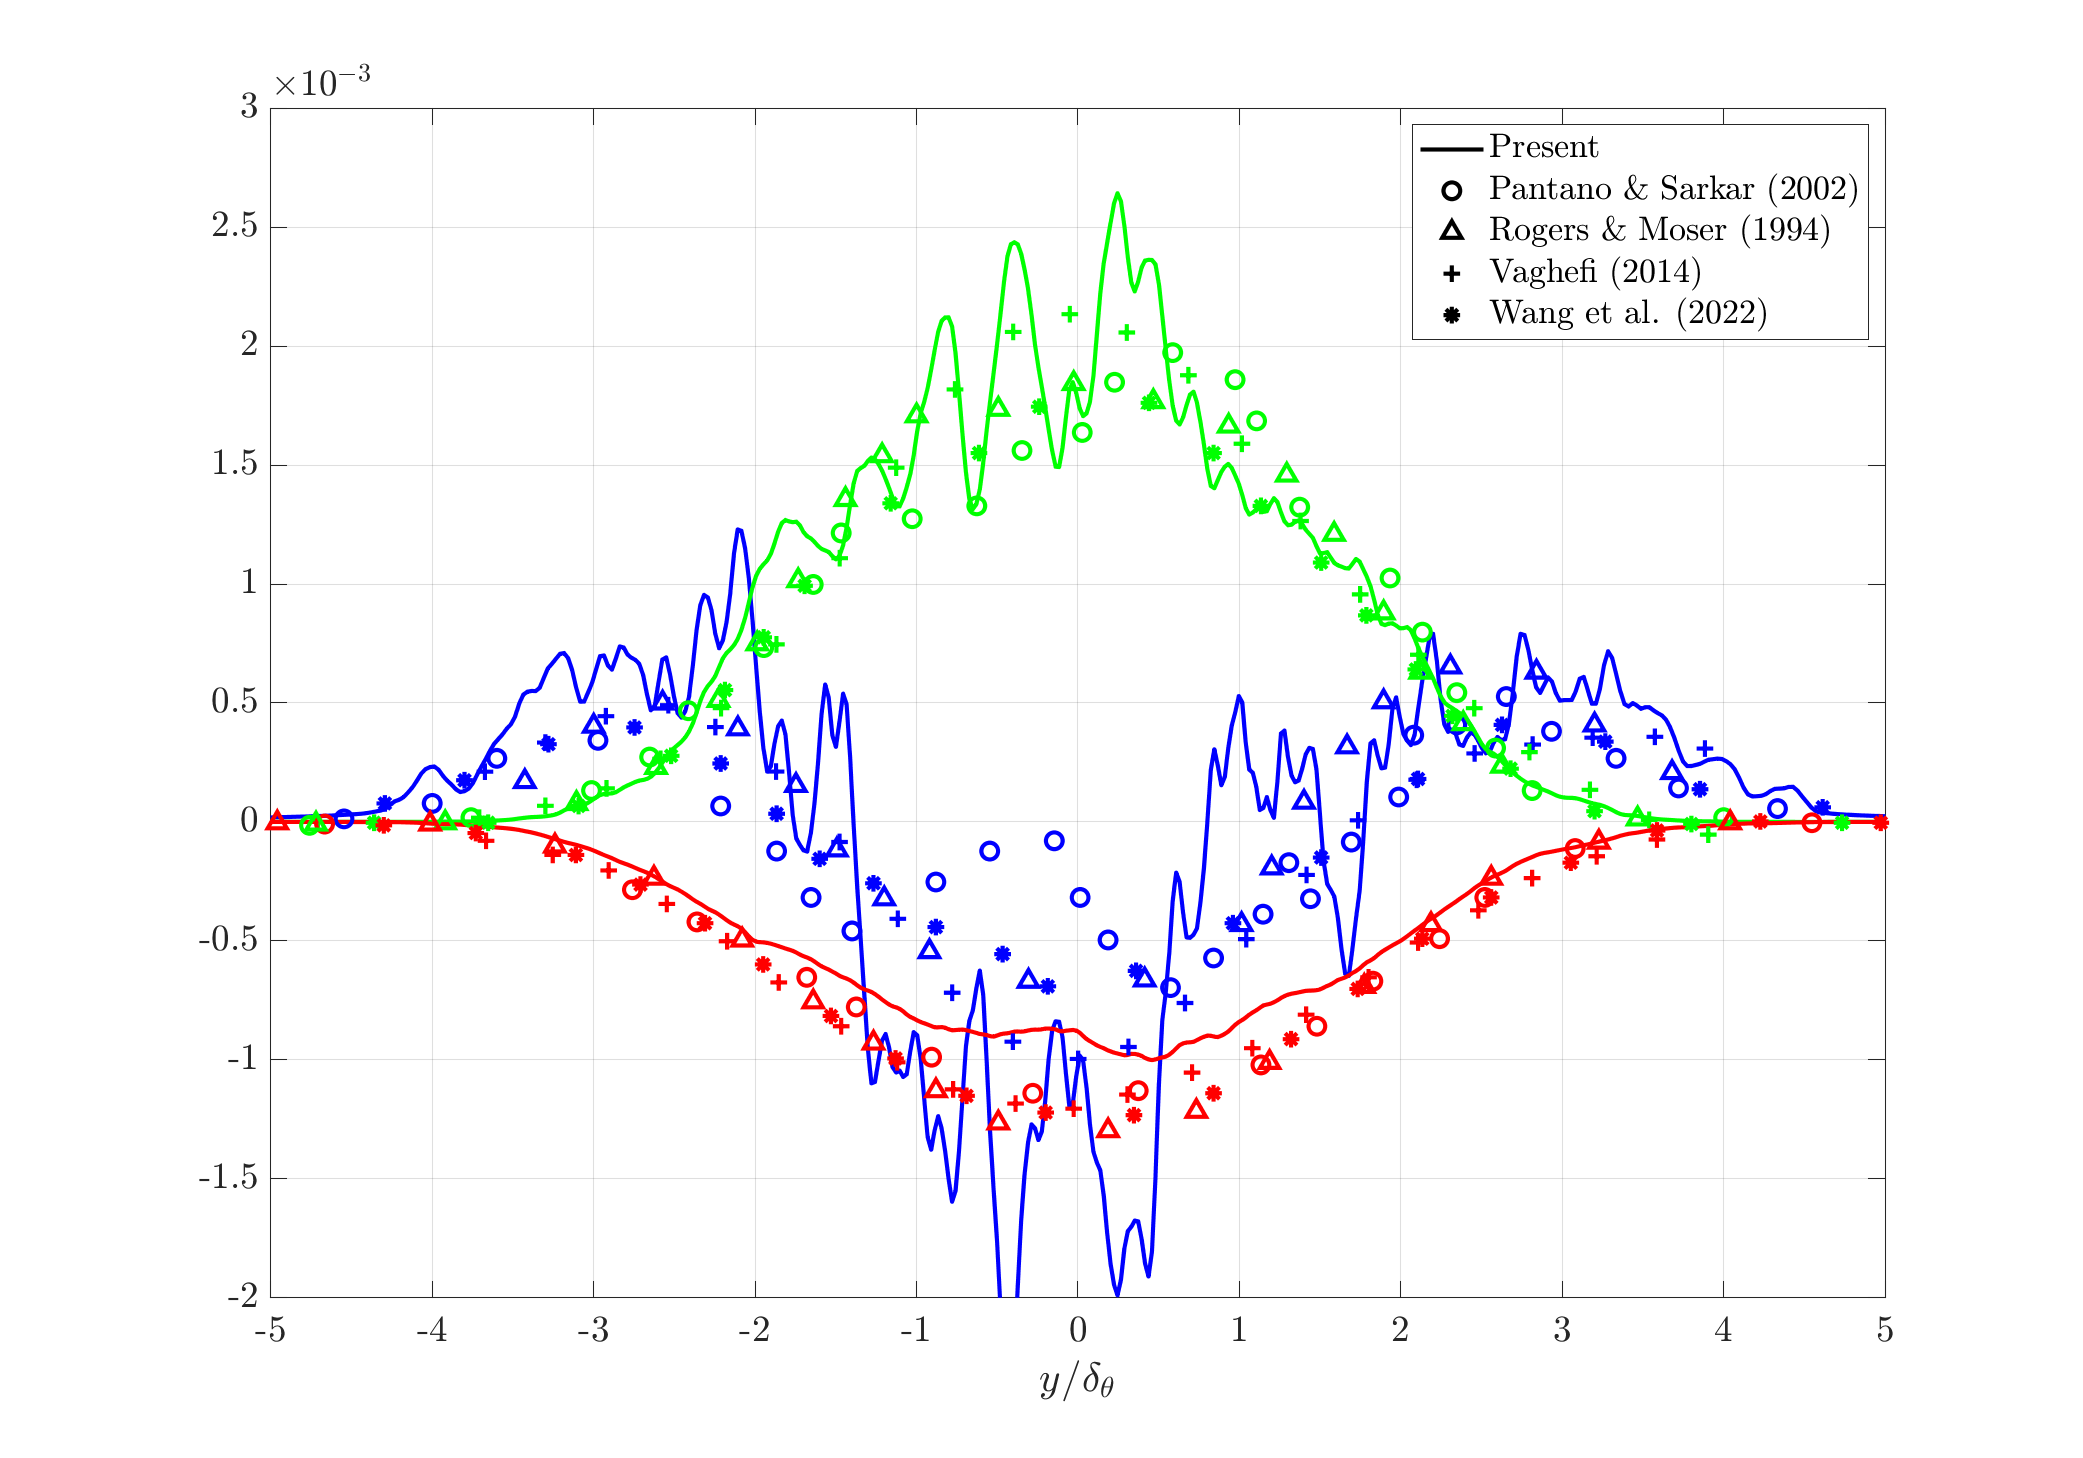 ×10⁻³
3
2.5
2
1.5
1
0.5
0
-0.5
-1
-1.5
-2
-5 -4 -3 -2 -1 0 1 2 3 4 5
y/δ_θ
Present
Pantano & Sarkar (2002)
Rogers & Moser (1994)
Vaghefi (2014)
Wang et al. (2022)